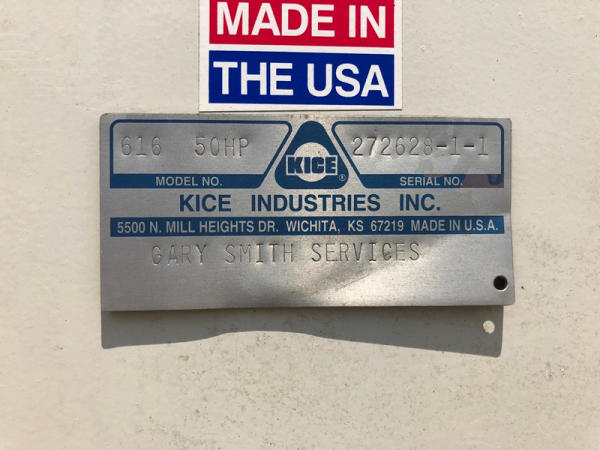 MADE IN
THE USA
616 50HP
KICE
®
272628-1-1
MODEL NO.
SERIAL NO.
KICE INDUSTRIES INC.
5500 N. MILL HEIGHTS DR. WICHITA, KS 67219 MADE IN U.S.A.
GARY SMITH SERVICES